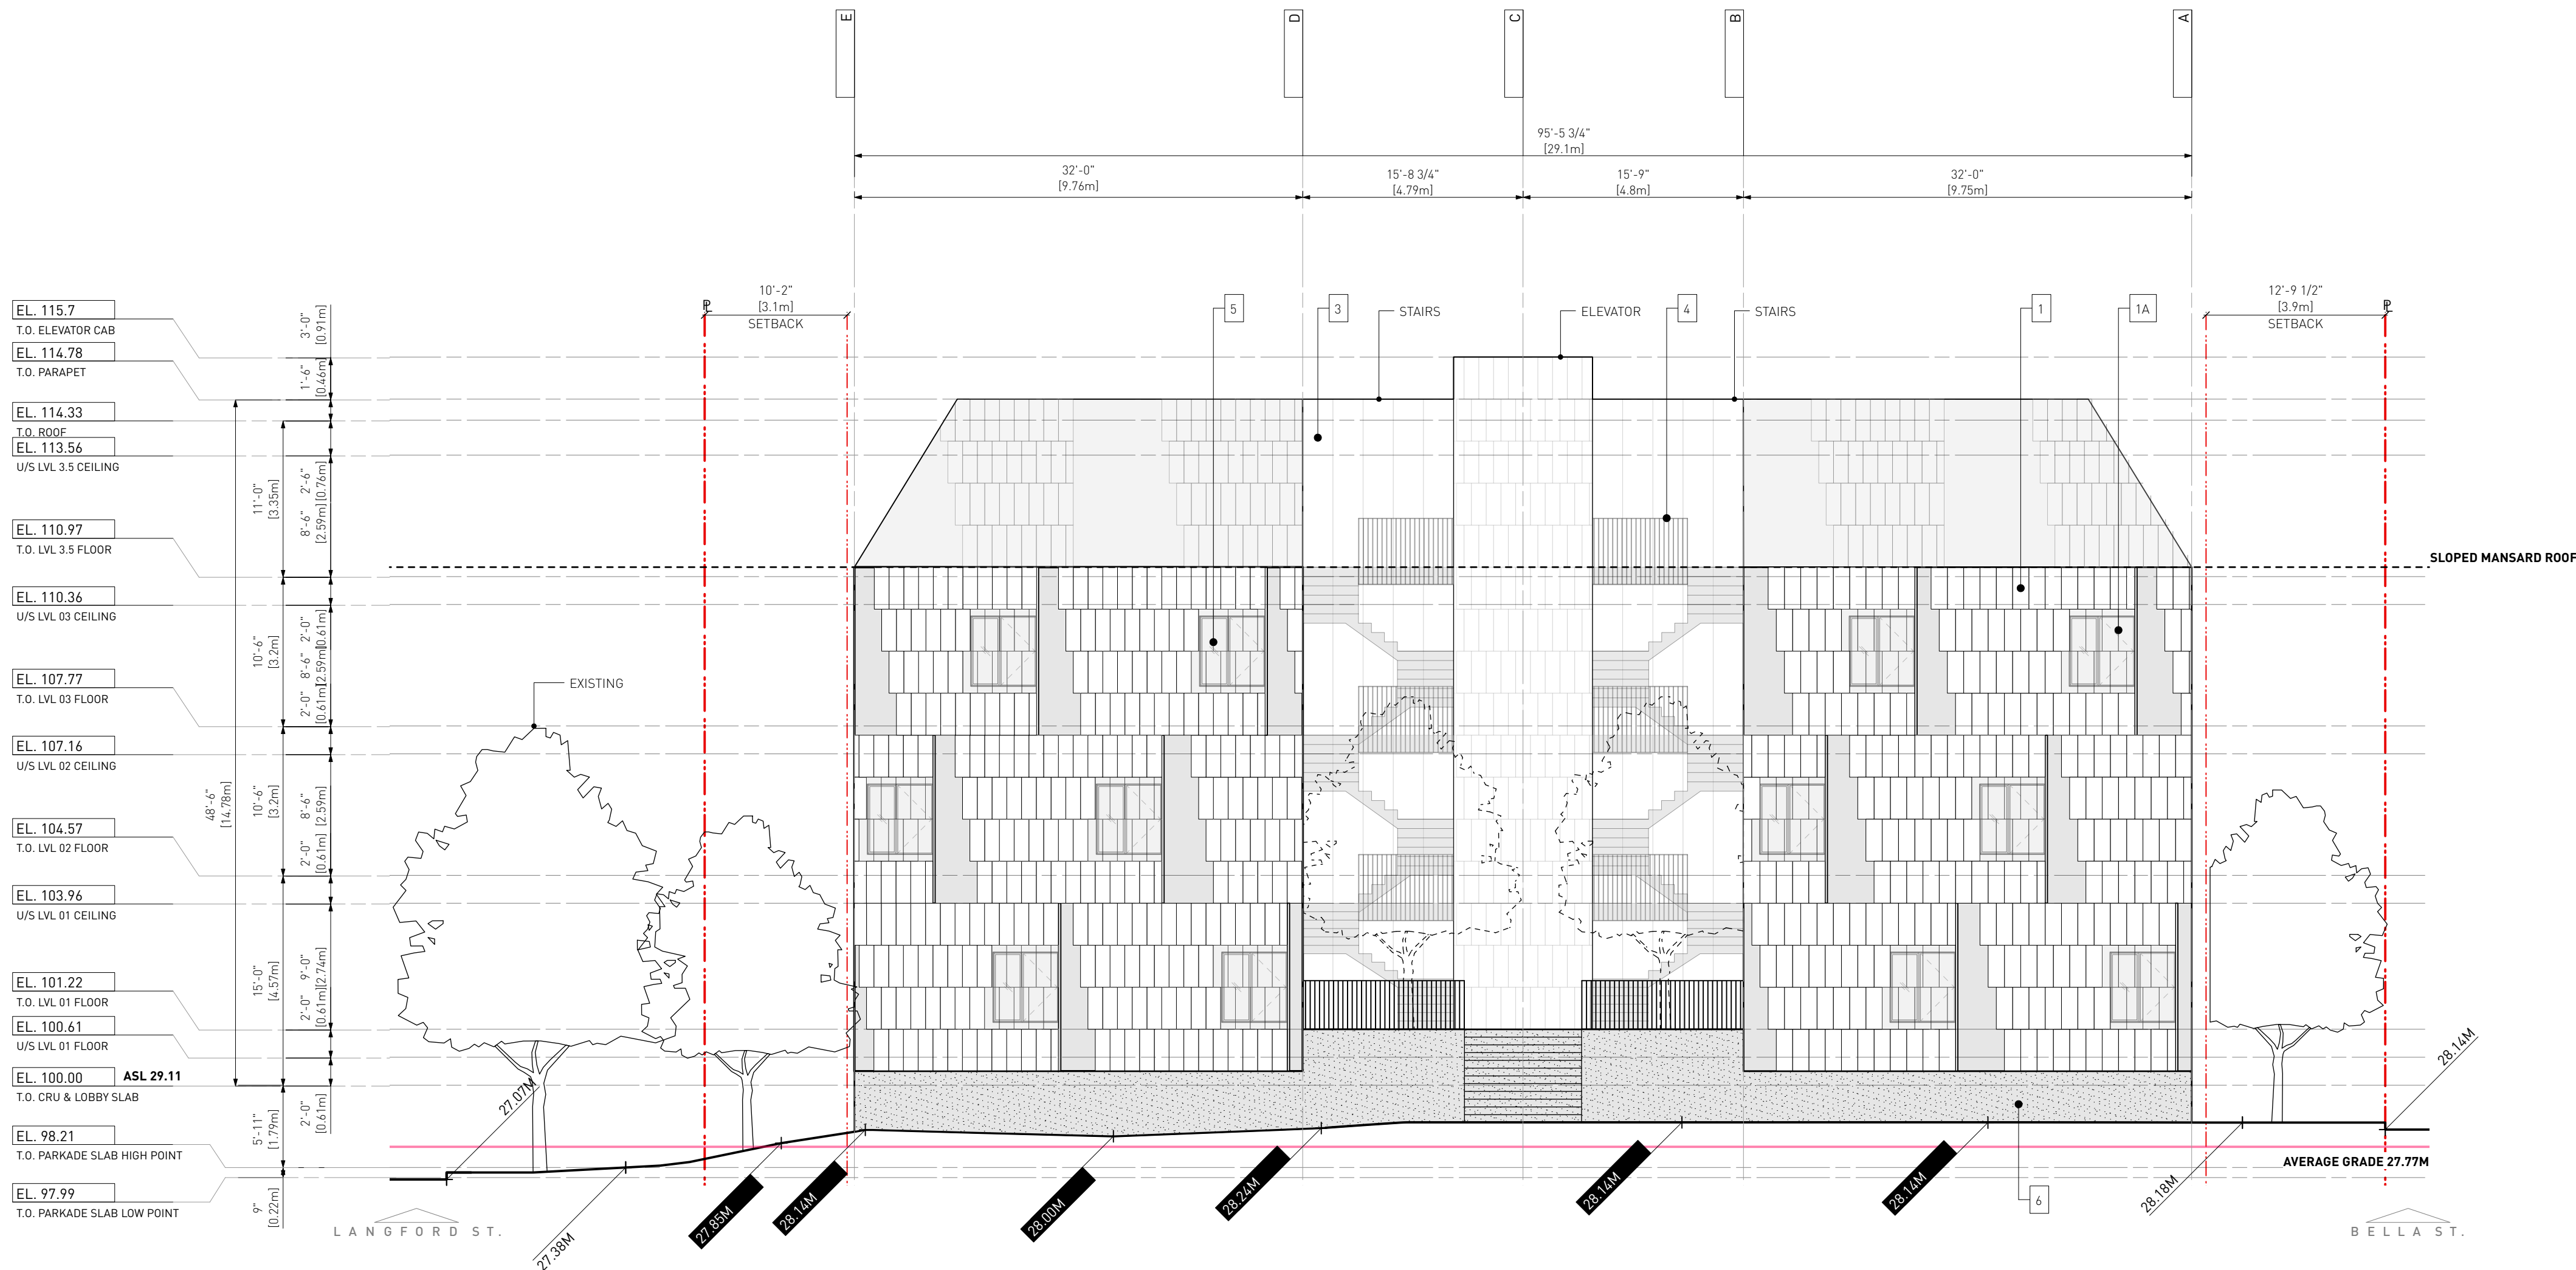 E
D
C
B
A
95'-5 3/4"
[29.1m]
32'-0"
[9.76m]
15'-8 3/4"
[4.79m]
15'-9"
[4.8m]
32'-0"
[9.75m]
10'-2"
[3.1m]
SETBACK
5
3
STAIRS
ELEVATOR
4
STAIRS
1
1A
12'-9 1/2"
[3.9m]
SETBACK
EL. 115.7
T.O. ELEVATOR CAB
EL. 114.78
T.O. PARAPET
EL. 114.33
T.O. ROOF
EL. 113.56
U/S LVL 3.5 CEILING
EL. 110.97
T.O. LVL 3.5 FLOOR
EL. 110.36
U/S LVL 03 CEILING
EL. 107.77
T.O. LVL 03 FLOOR
EL. 107.16
U/S LVL 02 CEILING
EL. 104.57
T.O. LVL 02 FLOOR
EL. 103.96
U/S LVL 01 CEILING
EL. 101.22
T.O. LVL 01 FLOOR
EL. 100.61
U/S LVL 01 FLOOR
EL. 100.00 ASL 29.11
T.O. CRU & LOBBY SLAB
EL. 98.21
T.O. PARKADE SLAB HIGH POINT
EL. 97.99
T.O. PARKADE SLAB LOW POINT
48'-6"
[14.78m]
11'-0"
[3.35m]
10'-6"
[3.2m]
10'-6"
[3.2m]
15'-0"
[4.57m]
5'-11"
[1.79m]
9"
[0.22m]
3'-0"
[0.91m]
1'-6"
[0.46m]
2'-6"
[0.76m]
8'-6"
[2.59m]
2'-0"
[0.61m]
8'-6"
[2.59m]
2'-0"
[0.61m]
8'-6"
[2.59m]
2'-0"
[0.61m]
9'-0"
[2.74m]
2'-0"
[0.61m]
2'-0"
[0.61m]
EXISTING
SLOPED MANSARD ROOF
27.07M
27.38M
27.85M
28.14M
28.00M
28.24M
28.14M
28.14M
28.18M
28.14M
AVERAGE GRADE 27.77M
6
LANGFORD ST.
BELLA ST.